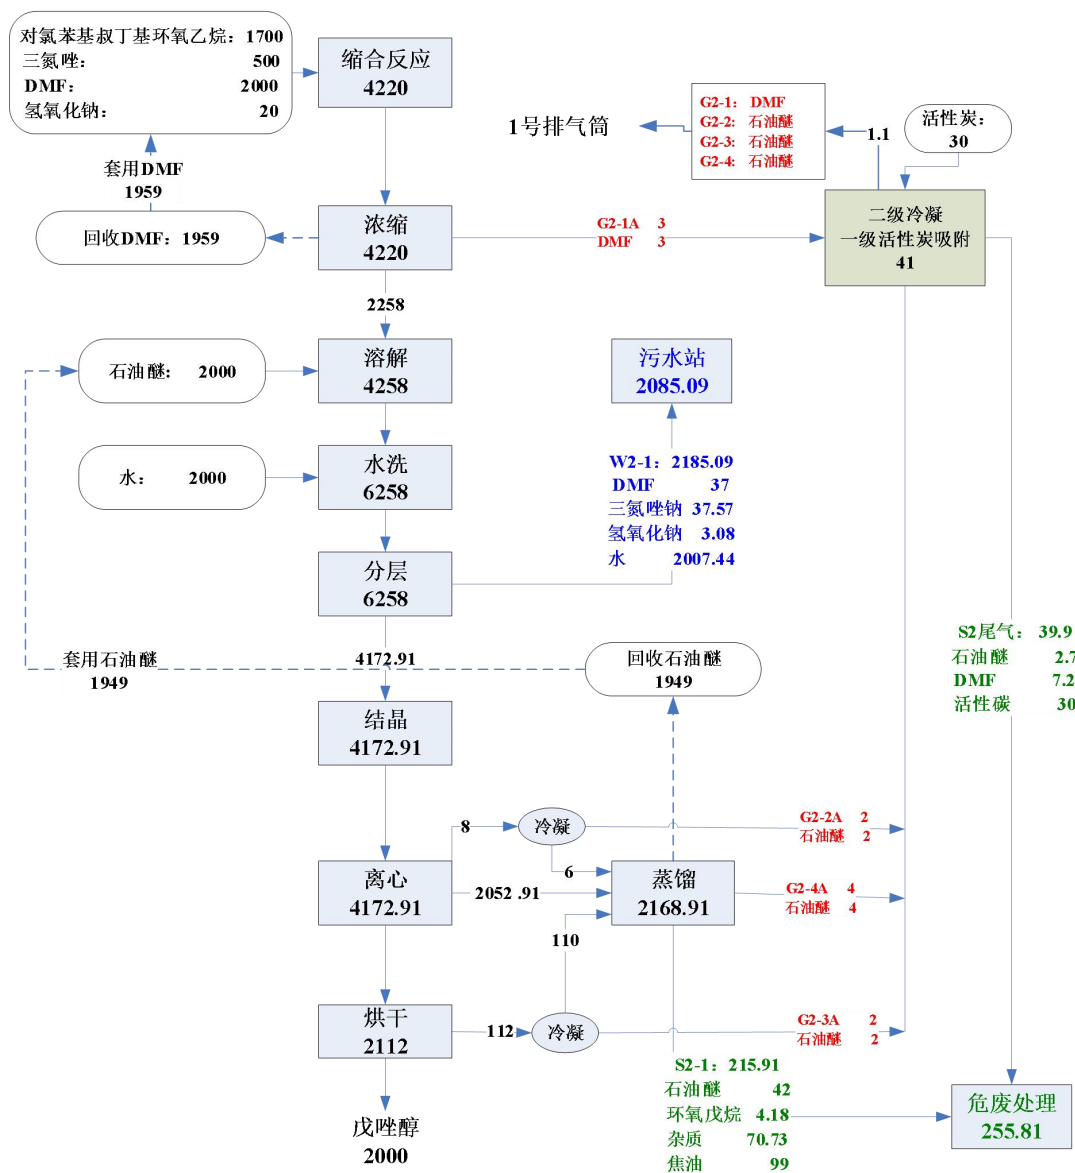 对氯苯基叔丁基环氧乙烷：1700
三氮唑： 500
DMF： 2000
氢氧化钠： 20
缩合反应
4220
G2-1： DMF
G2-2: 石油醚
G2-3: 石油醚
G2-4: 石油醚
1号排气筒
1.1
活性炭：
30
套用DMF
1959
回收DMF：1959
浓缩
4220
G2-1A 3
DMF 3
二级冷凝
一级活性炭吸附
41
2258
石油醚： 2000
溶解
4258
污水站
2085.09
水： 2000
水洗
6258
W2-1：2185.09
DMF 37
三氮唑钠 37.57
氢氧化钠 3.08
水 2007.44
分层
6258
套用石油醚
1949
4172.91
回收石油醚
1949
S2尾气： 39.9
石油醚 2.7
DMF 7.2
活性碳 30
结晶
4172.91
8
冷凝
G2-2A 2
石油醚 2
6
离心
4172.91
2052 .91
蒸馏
2168.91
G2-4A 4
石油醚 4
110
烘干
2112
112
冷凝
G2-3A 2
石油醚 2
S2-1：215.91
石油醚 42
环氧戊烷 4.18
杂质 70.73
焦油 99
危废处理
255.81
戊唑醇
2000